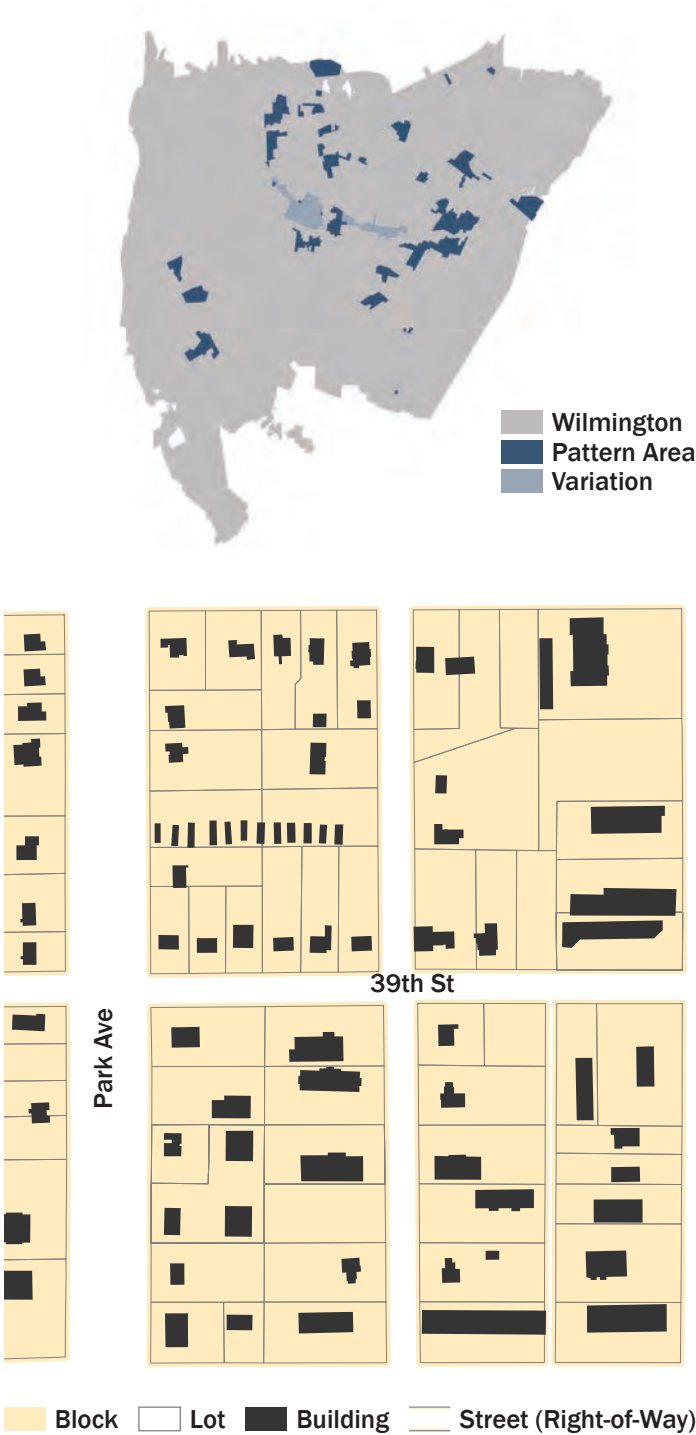 Wilmington
Pattern Area
Variation
39th St
Park Ave
Block
Lot
Building
Street (Right-of-Way)